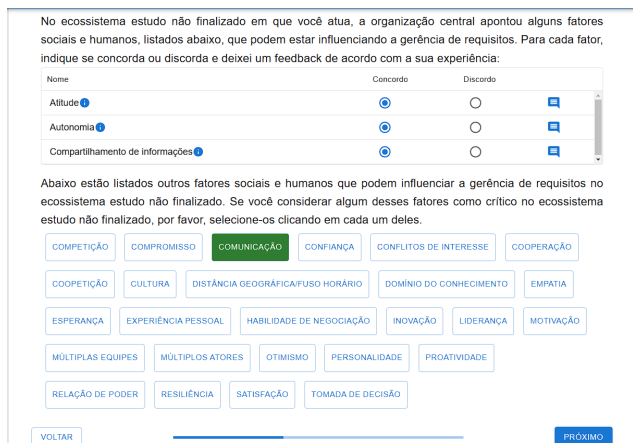 No ecossistema estudo não finalizado em que você atua, a organização central apontou alguns fatores
sociais e humanos, listados abaixo, que podem estar influenciando a gerência de requisitos. Para cada fator,
indique se concorda ou discorda e deixei um feedback de acordo com a sua experiência:
Nome Concordo Discordo
Atitude
Autonomia
Compartilhamento de informações
Abaixo estão listados outros fatores sociais e humanos que podem influenciar a gerência de requisitos no
ecossistema estudo não finalizado. Se você considerar algum desses fatores como crítico no ecossistema
estudo não finalizado, por favor, selecione-os clicando em cada um deles.
COMPETIÇÃO COMPROMISSO COMUNICAÇÃO CONFIANÇA CONFLITOS DE INTERESSE COOPERAÇÃO
COOPETIÇÃO CULTURA DISTÂNCIA GEOGRÁFICA/FUSO HORÁRIO DOMÍNIO DO CONHECIMENTO EMPATIA
ESPERANÇA EXPERIÊNCIA PESSOAL HABILIDADE DE NEGOCIAÇÃO INOVAÇÃO LIDERANÇA MOTIVAÇÃO
MÚLTIPLAS EQUIPES MÚLTIPLOS ATORES OTIMISMO PERSONALIDADE PROATIVIDADE
RELAÇÃO DE PODER RESILIÊNCIA SATISFAÇÃO TOMADA DE DECISÃO
VOLTAR PRÓXIMO